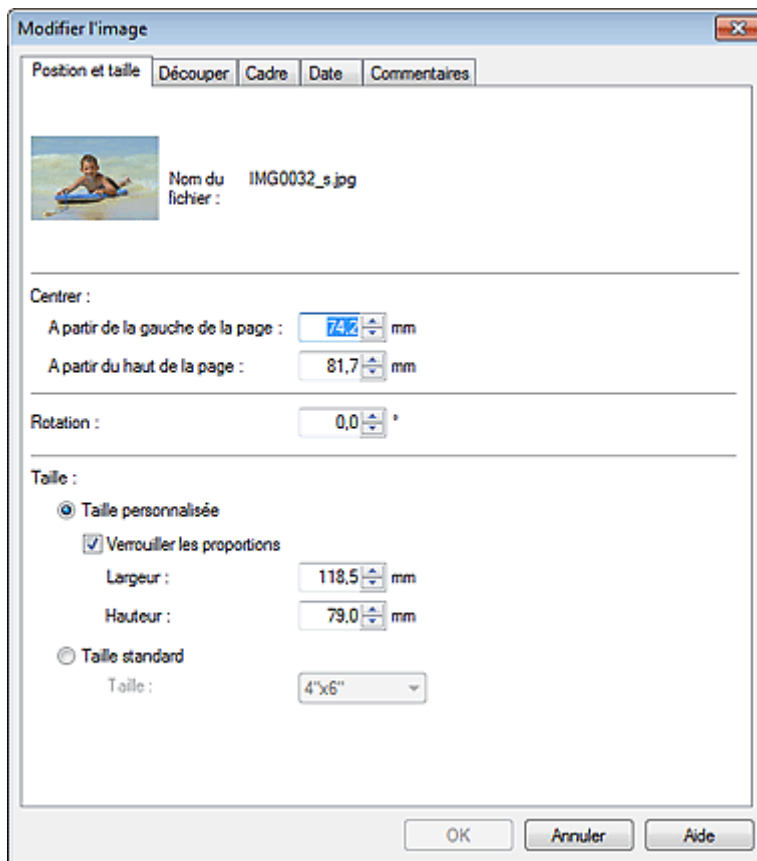 Modifier l'image
Position et taille Découper Cadre Date Commentaires
Nom du fichier : IMG0032_s.jpg
Centrer :
A partir de la gauche de la page : 74,2 mm
A partir du haut de la page : 81,7 mm
Rotation : 0,0 °
Taille :
Taille personnalisée
Verrouiller les proportions
Largeur : 118,5 mm
Hauteur : 79,0 mm
Taille standard
Taille : 4"x6"
OK Annuler Aide